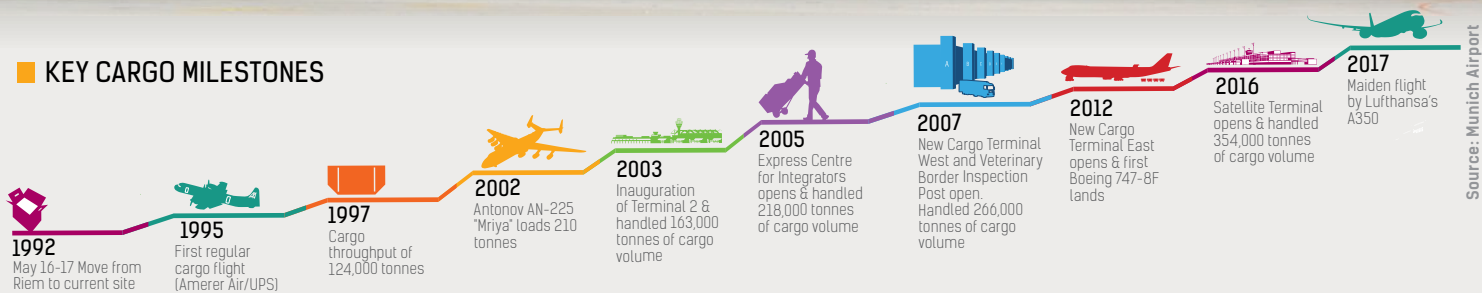 KEY CARGO MILESTONES
1992
May 16-17 Move from
Riem to current site
1995
First regular
cargo flight
(Amerer Air/UPS)
1997
Cargo
throughput of
124,000 tonnes
2002
Antonov AN-225
"Mriya" loads 210
tonnes
2003
Inauguration
of Terminal 2 &
handled 163,000
tonnes of cargo
volume
2005
Express Centre
for Integrators
opens & handled
218,000 tonnes
of cargo volume
2007
New Cargo Terminal
West and Veterinary
Border Inspection
Post open.
Handled 266,000
tonnes of cargo
volume
2012
New Cargo
Terminal East
opens & first
Boeing 747-8F
lands
2016
Satellite Terminal
opens & handled
354,000 tonnes
of cargo volume
2017
Maiden flight
by Lufthansa's
A350
Source: Munich Airport